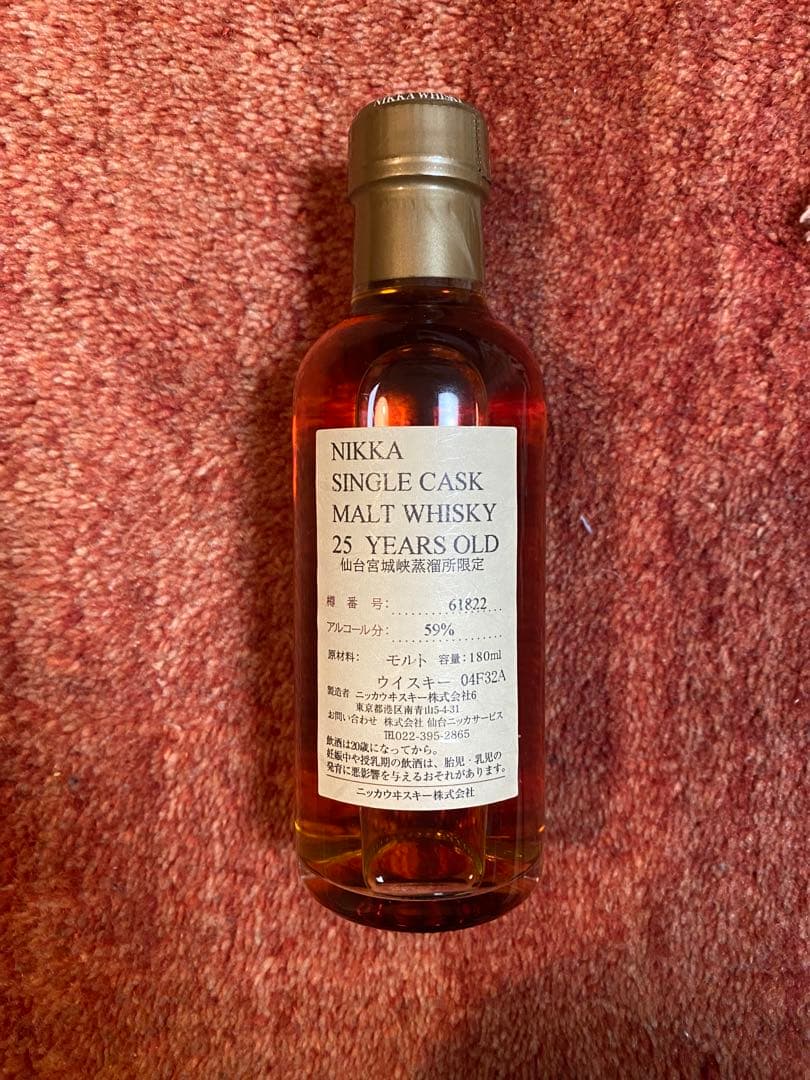 NIKKA WHISK
NIKKA
SINGLE CASK
MALT WHISKY
25 YEARS OLD
仙台宮城峡蒸溜所限定
樽 番 号：............61822...
アルコール分：......59%.........
原材料： モルト 容量：180ml
ウイスキー 04F32A
製造者 ニッカウヰスキー株式会社6
東京都港区南青山5-4-31
お問い合わせ 株式会社 仙台ニッカサービス
℡022-395-2865
飲酒は20歳になってから。
妊娠中や授乳期の飲酒は、胎児・乳児の
発育に悪影響を与えるおそれがあります。
ニッカウヰスキー株式会社